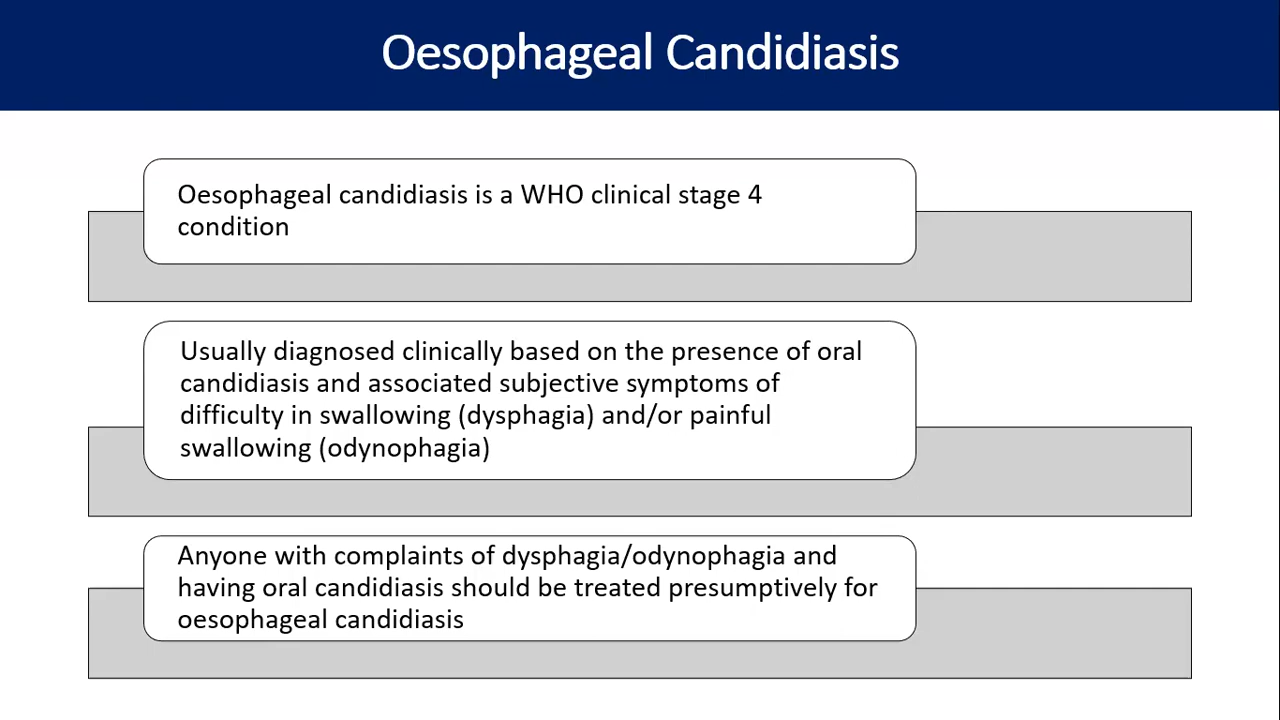 Oesophageal Candidiasis
Oesophageal candidiasis is a WHO clinical stage 4
condition
Usually diagnosed clinically based on the presence of oral
candidiasis and associated subjective symptoms of
difficulty in swallowing (dysphagia) and/or painful
swallowing (odynophagia)
Anyone with complaints of dysphagia/odynophagia and
having oral candidiasis should be treated presumptively for
oesophageal candidiasis